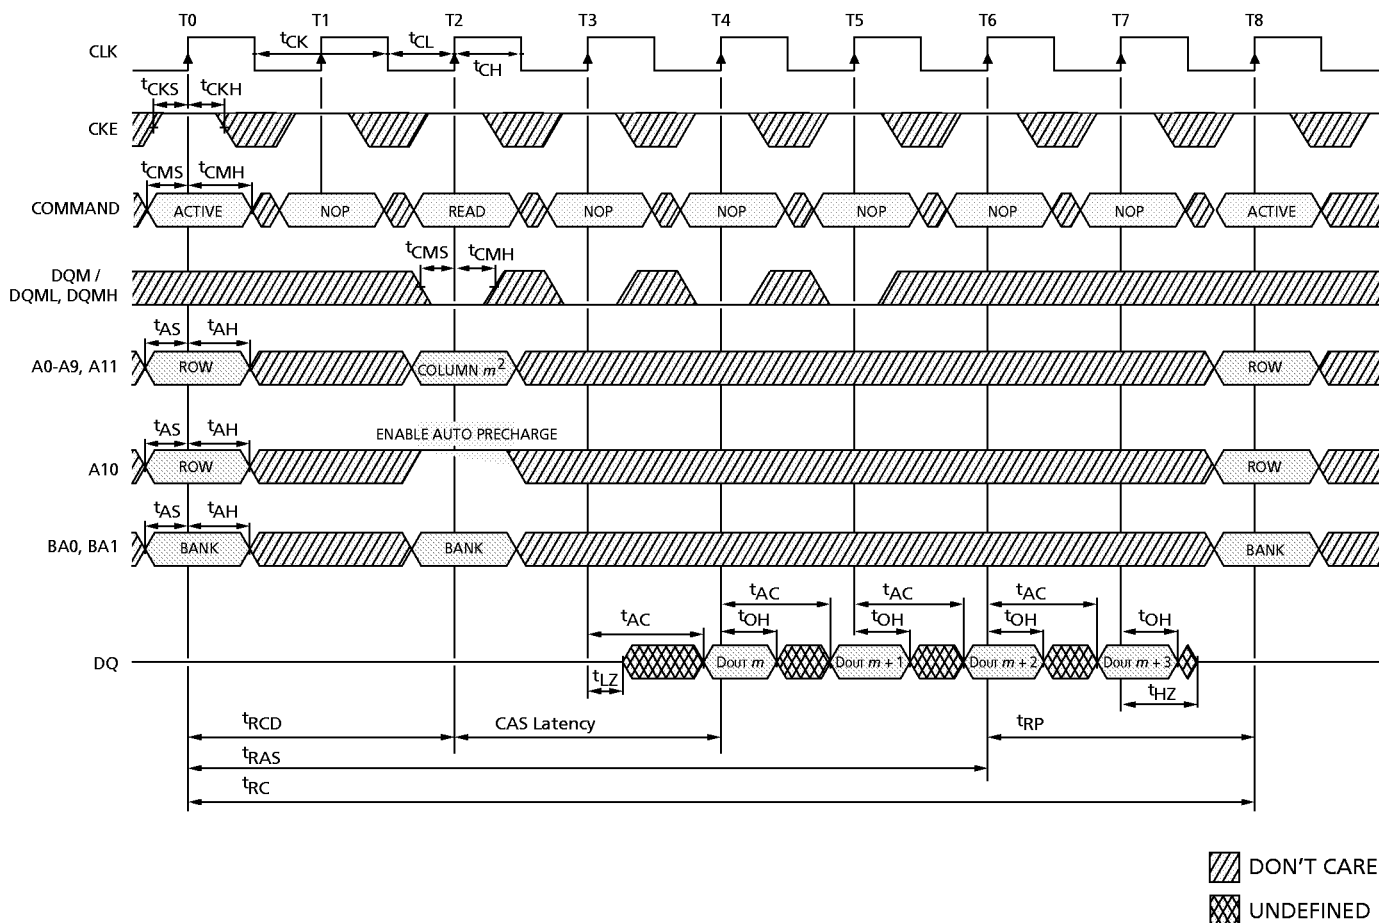 T0 T1 T2 T3 T4 T5 T6 T7 T8
CLK
tCK tCL
tCH
tCKS tCKH
CKE
tCMS tCMH
COMMAND ACTIVE NOP READ NOP NOP NOP NOP NOP ACTIVE
tCMS tCMH
DQM /
DQML, DQMH
tAS tAH
A0-A9, A11 ROW COLUMN m2 ROW
ENABLE AUTO PRECHARGE
tAS tAH
A10 ROW ROW
tAS tAH
BA0, BA1 BANK BANK BANK
tAC tAC tAC
tAC tOH tOH tOH tOH
DQ DOUT m DOUT m + 1 DOUT m + 2 DOUT m + 3
tLZ tHZ
tRCD CAS Latency tRP
tRAS
tRC
DON'T CARE
UNDEFINED